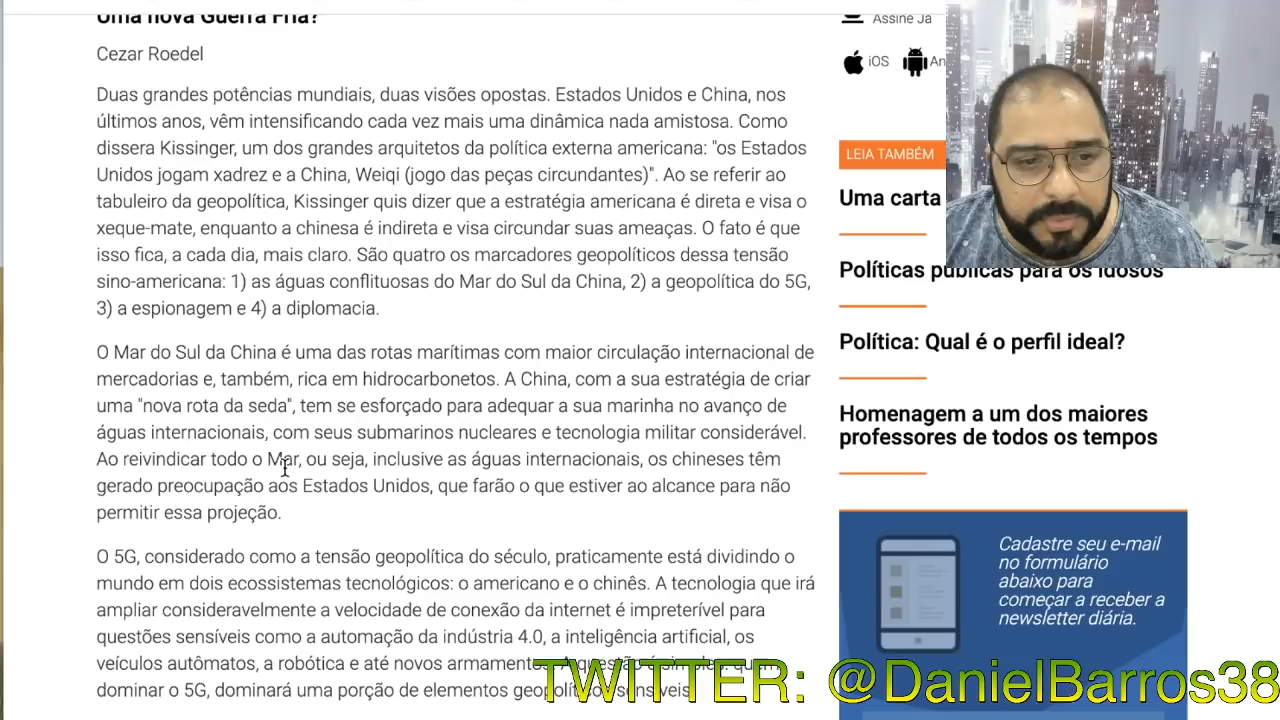 Uma nova Guerra Fria?
Cezar Roedel
Duas grandes potências mundiais, duas visões opostas. Estados Unidos e China, nos
últimos anos, vêm intensificando cada vez mais uma dinâmica nada amistosa. Como
dissera Kissinger, um dos grandes arquitetos da política externa americana: "os Estados
Unidos jogam xadrez e a China, Weiqi (jogo das peças circundantes)". Ao se referir ao
tabuleiro da geopolítica, Kissinger quis dizer que a estratégia americana é direta e visa o
xeque-mate, enquanto a chinesa é indireta e visa circundar suas ameaças. O fato é que
isso fica, a cada dia, mais claro. São quatro os marcadores geopolíticos dessa tensão
sino-americana: 1) as águas conflituosas do Mar do Sul da China, 2) a geopolítica do 5G,
3) a espionagem e 4) a diplomacia.
O Mar do Sul da China é uma das rotas marítimas com maior circulação internacional de
mercadorias e, também, rica em hidrocarbonetos. A China, com a sua estratégia de criar
uma "nova rota da seda", tem se esforçado para adequar a sua marinha no avanço de
águas internacionais, com seus submarinos nucleares e tecnologia militar considerável.
Ao reivindicar todo o Mar, ou seja, inclusive as águas internacionais, os chineses têm
gerado preocupação aos Estados Unidos, que farão o que estiver ao alcance para não
permitir essa projeção.
O 5G, considerado como a tensão geopolítica do século, praticamente está dividindo o
mundo em dois ecossistemas tecnológicos: o americano e o chinês. A tecnologia que irá
ampliar consideravelmente a velocidade de conexão da internet é impreterível para
questões sensíveis como a automação da indústria 4.0, a inteligência artificial, os
veículos autômatos, a robótica e até novos
dominar o 5G, dominará uma porção de elementos
Assine Já
iOS
LEIA TAMBÉM
Uma carta
Políticas públicas para os idosos
Política: Qual é o perfil ideal?
Homenagem a um dos maiores
professores de todos os tempos
Cadastre seu e-mail
no formulário
abaixo para
começar a receber a
newsletter diária.
TWITTER: @DanielBarros38